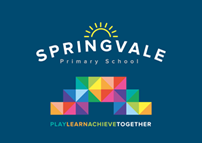 SPRINGVALE
Primary School
PLAYLEARNACHIEVETOGETHER